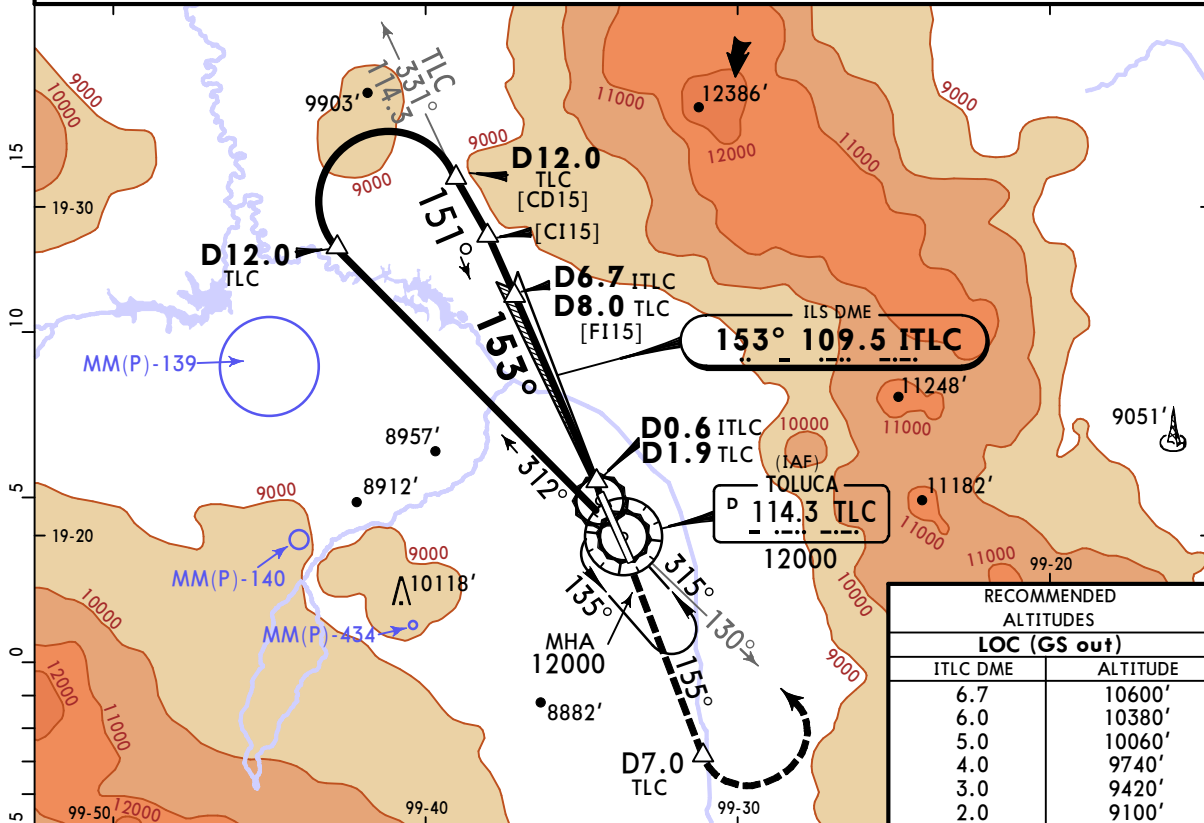 TLC
331°
114.3
9903'
9000
10000
9000
11000
12386'
12000
11000
9000
15
19-30
9000
9000
D12.0
TLC
[CD15]
[CI15]
151°
D12.0
TLC
D6.7 ITLC
D8.0 TLC
[FI15]
ILS DME
153° 109.5 ITLC
153°
10
MM(P)-139
11248'
11000
9051'
8957'
8912'
D0.6 ITLC
D1.9 TLC
10000
(IAF)
TOLUCA
D 114.3 TLC
12000
11182'
11000
11000
10000
312°
5
19-20
9000
9000
MM(P)-140
10118'
MM(P)-434
10000
99-20
315°
135°
130°
MHA
12000
155°
9000
0
12000
11000
8882'
D7.0
TLC
5
99-50
12000
99-40
99-30
RECOMMENDED
ALTITUDES
LOC (GS out)
ITLC DME ALTITUDE
6.7 10600'
6.0 10380'
5.0 10060'
4.0 9740'
3.0 9420'
2.0 9100'